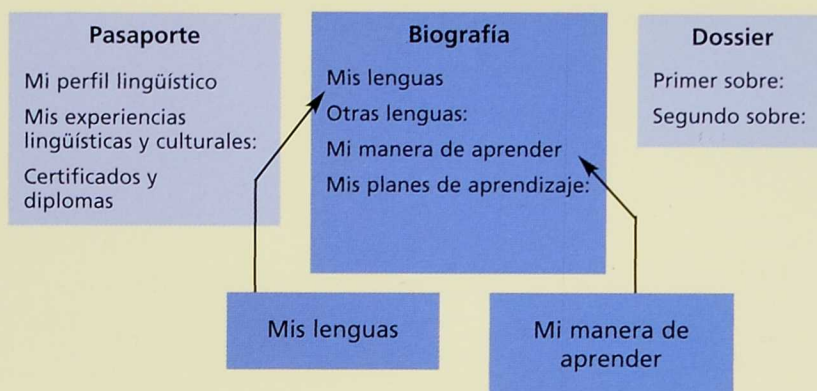 Pasaporte
Mi perfil lingüístico
Mis experiencias
lingüísticas y culturales:
Certificados y
diplomas
Biografía
Mis lenguas
Otras lenguas:
Mi manera de aprender
Mis planes de aprendizaje:
Dossier
Primer sobre:
Segundo sobre:
Mis lenguas
Mi manera de
aprender